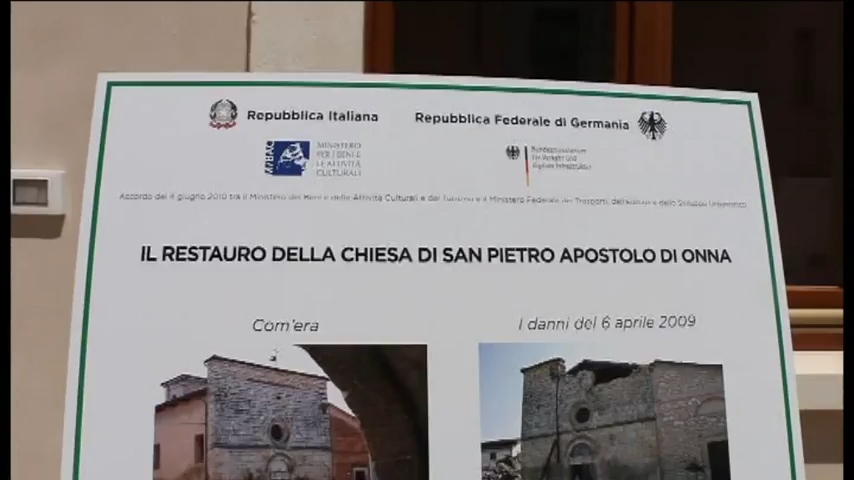 Repubblica Italiana
Repubblica Federale di Germania
MiBAC
MINISTERO
PER I BENI E
LE ATTIVITÀ
CULTURALI
Bundesministerium
für Verkehr und
digitale Infrastruktur
Accordo del 4 giugno 2010 tra il Ministero dei Beni e delle Attività Culturali e del Turismo e il Ministero Federale dei Trasporti, dell'edilizia e dello Sviluppo Urbanistico
IL RESTAURO DELLA CHIESA DI SAN PIETRO APOSTOLO DI ONNA
Com'era
I danni del 6 aprile 2009